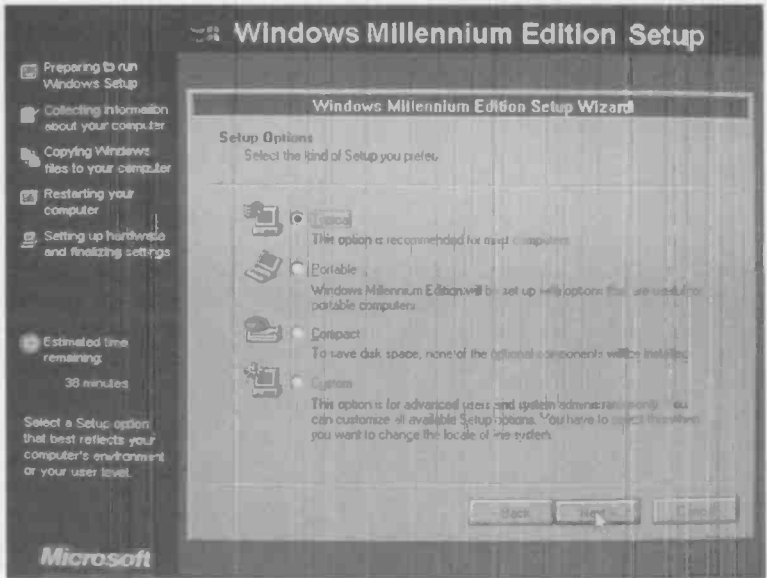 Windows Millennium Edition Setup
Preparing to run
Windows Setup
Collecting information
about your computer
Copying Windows
files to your computer
Restarting your
computer
Setting up hardware
and finalizing settings
Estimated time
remaining:
38 minutes
Select a Setup option
that best reflects your
computer's environment
or your user level.
Microsoft
Windows Millennium Edition Setup Wizard
Setup Options
Select the kind of Setup you prefer.
Typical
This option is recommended for most computers.
Portable
Windows Millennium Edition will be set up with options that are useful for
portable computers.
Compact
To save disk space, none of the optional components will be installed.
Custom
This option is for advanced users and system administrators only. You
can customize all available Setup options. You have to select this when
you want to change the locale of the system.
< Back
Next >
Cancel